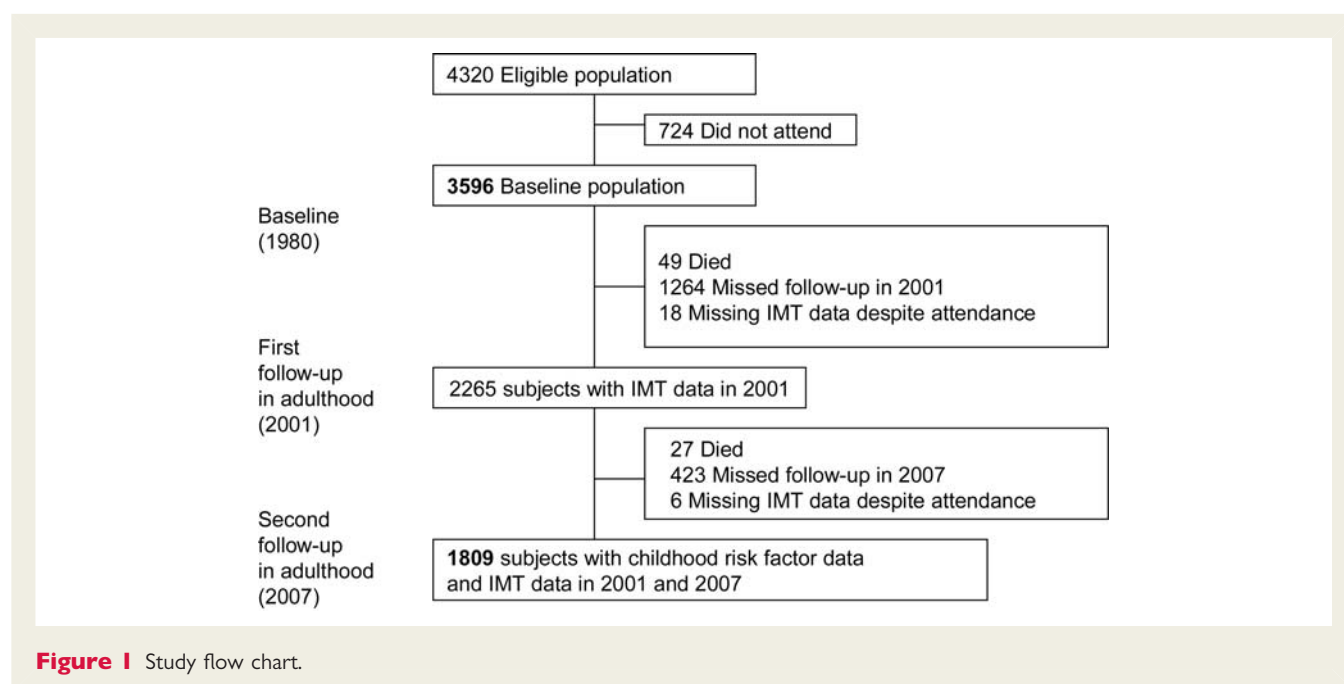 4320 Eligible population
724 Did not attend
3596 Baseline population
Baseline
(1980)
49 Died
1264 Missed follow-up in 2001
18 Missing IMT data despite attendance
First
follow-up
in adulthood
(2001)
2265 subjects with IMT data in 2001
27 Died
423 Missed follow-up in 2007
6 Missing IMT data despite attendance
Second
follow-up
in adulthood
(2007)
1809 subjects with childhood risk factor data
and IMT data in 2001 and 2007
Figure 1 Study flow chart.